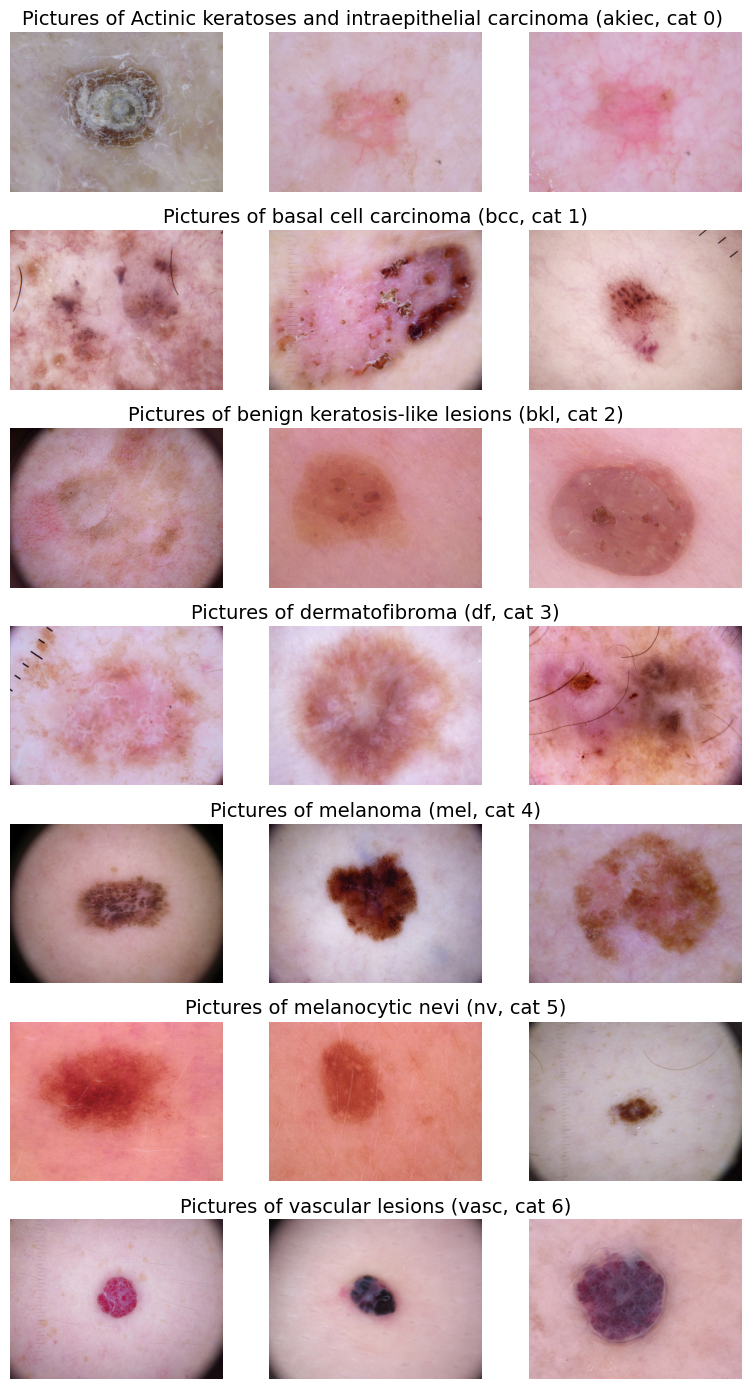 Pictures of Actinic keratoses and intraepithelial carcinoma (akiec, cat 0)
Pictures of basal cell carcinoma (bcc, cat 1)
Pictures of benign keratosis-like lesions (bkl, cat 2)
Pictures of dermatofibroma (df, cat 3)
Pictures of melanoma (mel, cat 4)
Pictures of melanocytic nevi (nv, cat 5)
Pictures of vascular lesions (vasc, cat 6)